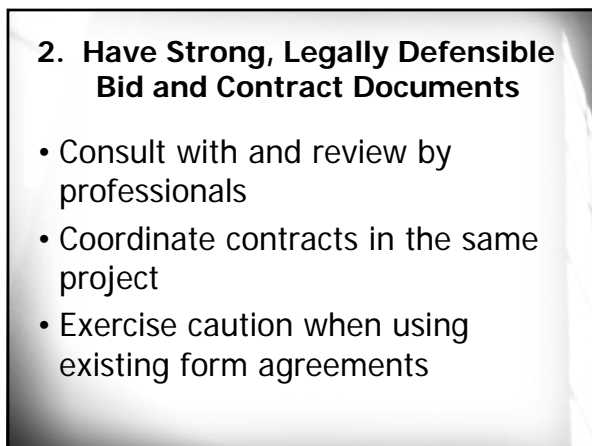 2. Have Strong, Legally Defensible
Bid and Contract Documents
• Consult with and review by
professionals
• Coordinate contracts in the same
project
• Exercise caution when using
existing form agreements